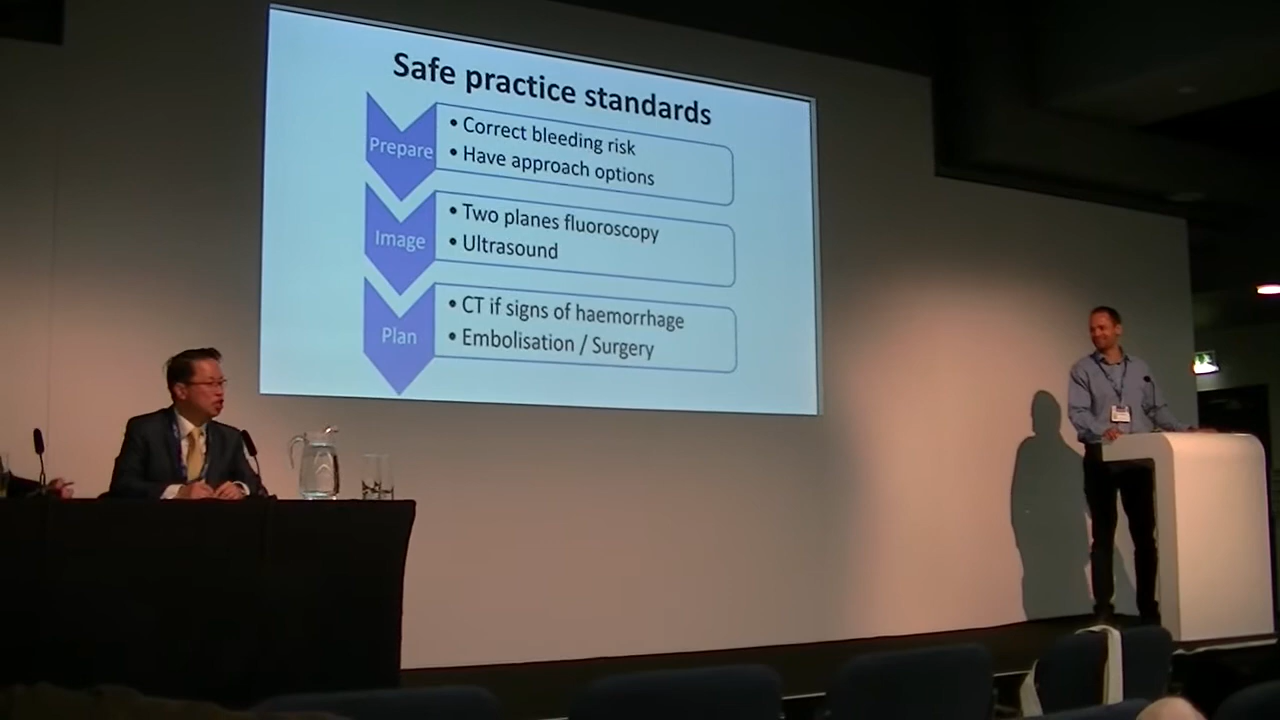 Safe practice standards
Prepare
• Correct bleeding risk
• Have approach options
Image
• Two planes fluoroscopy
• Ultrasound
Plan
• CT if signs of haemorrhage
• Embolisation / Surgery